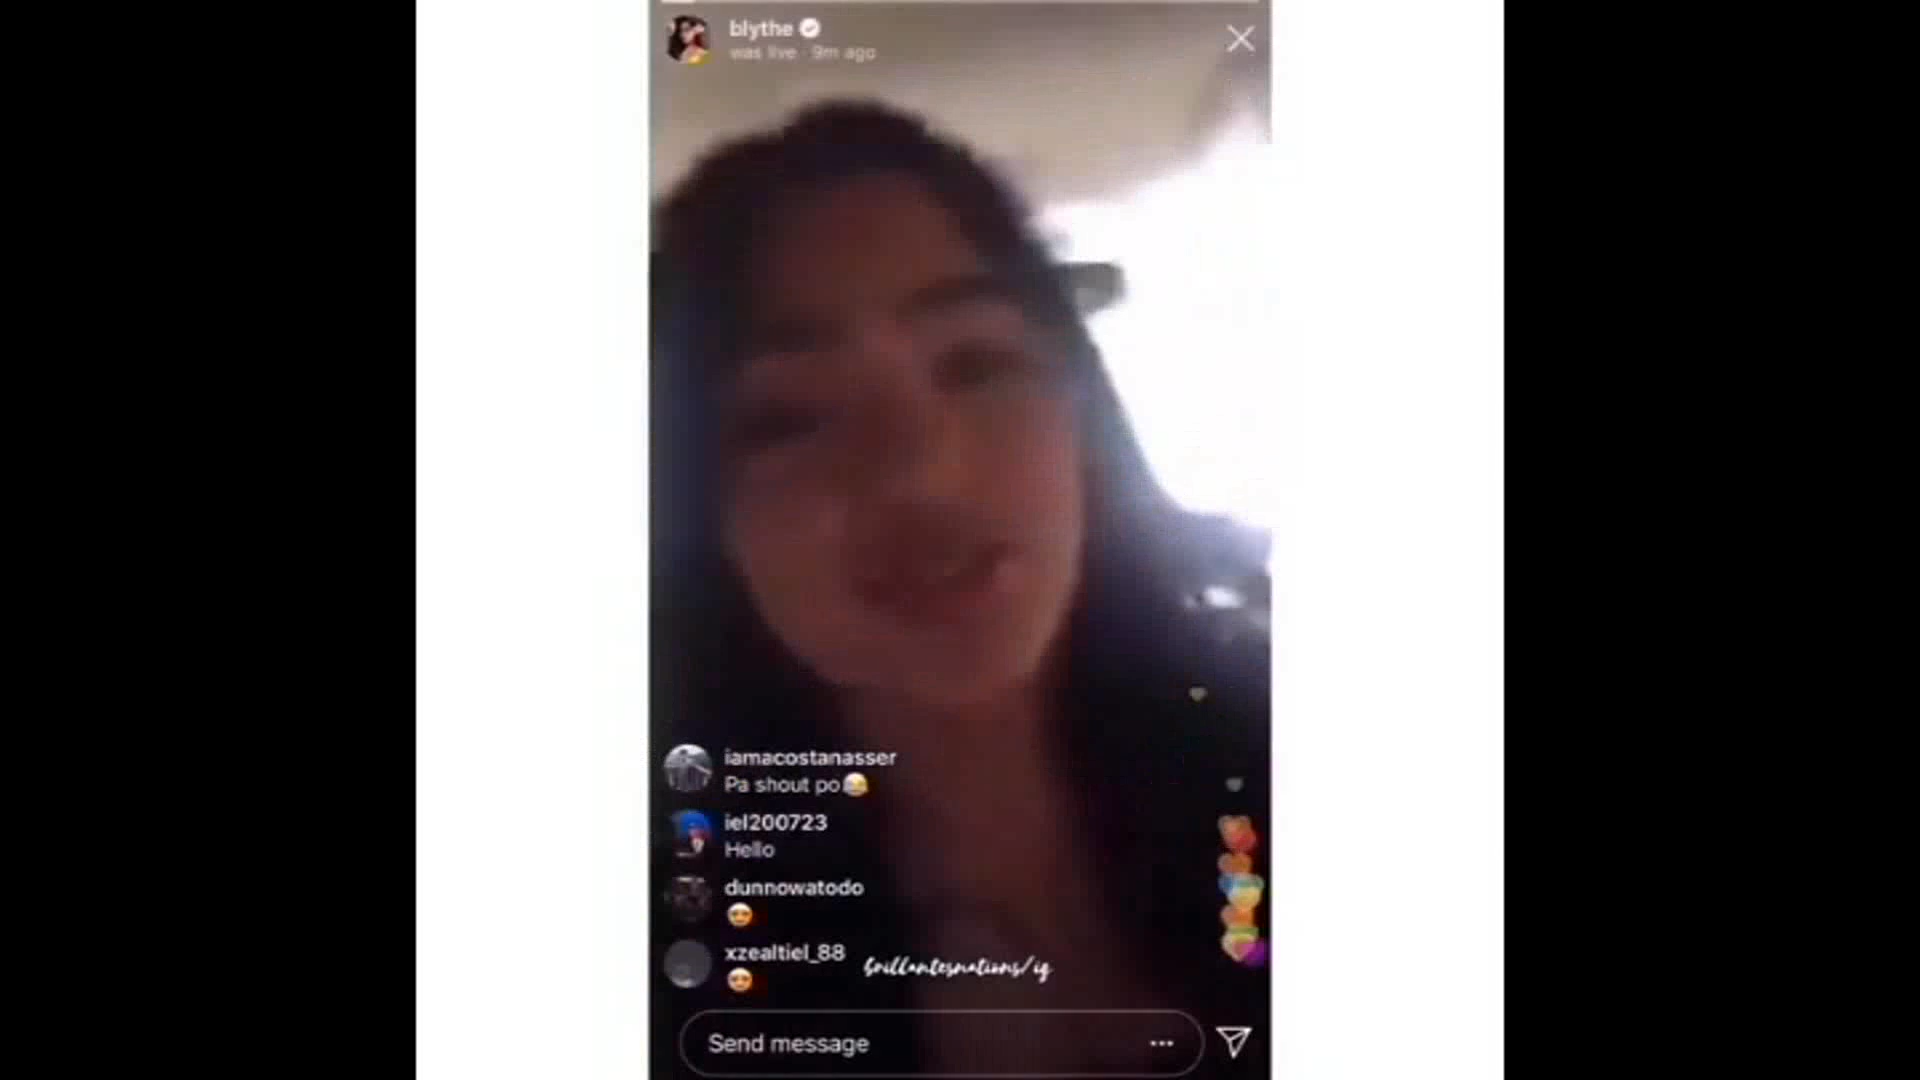 blythe
was live · 9m ago
iamacostanasser
Pa shout po😂
iel200723
Hello
dunnowatodo
🥺
xzealtiel_88
🥺
brillantesnations/ig
Send message